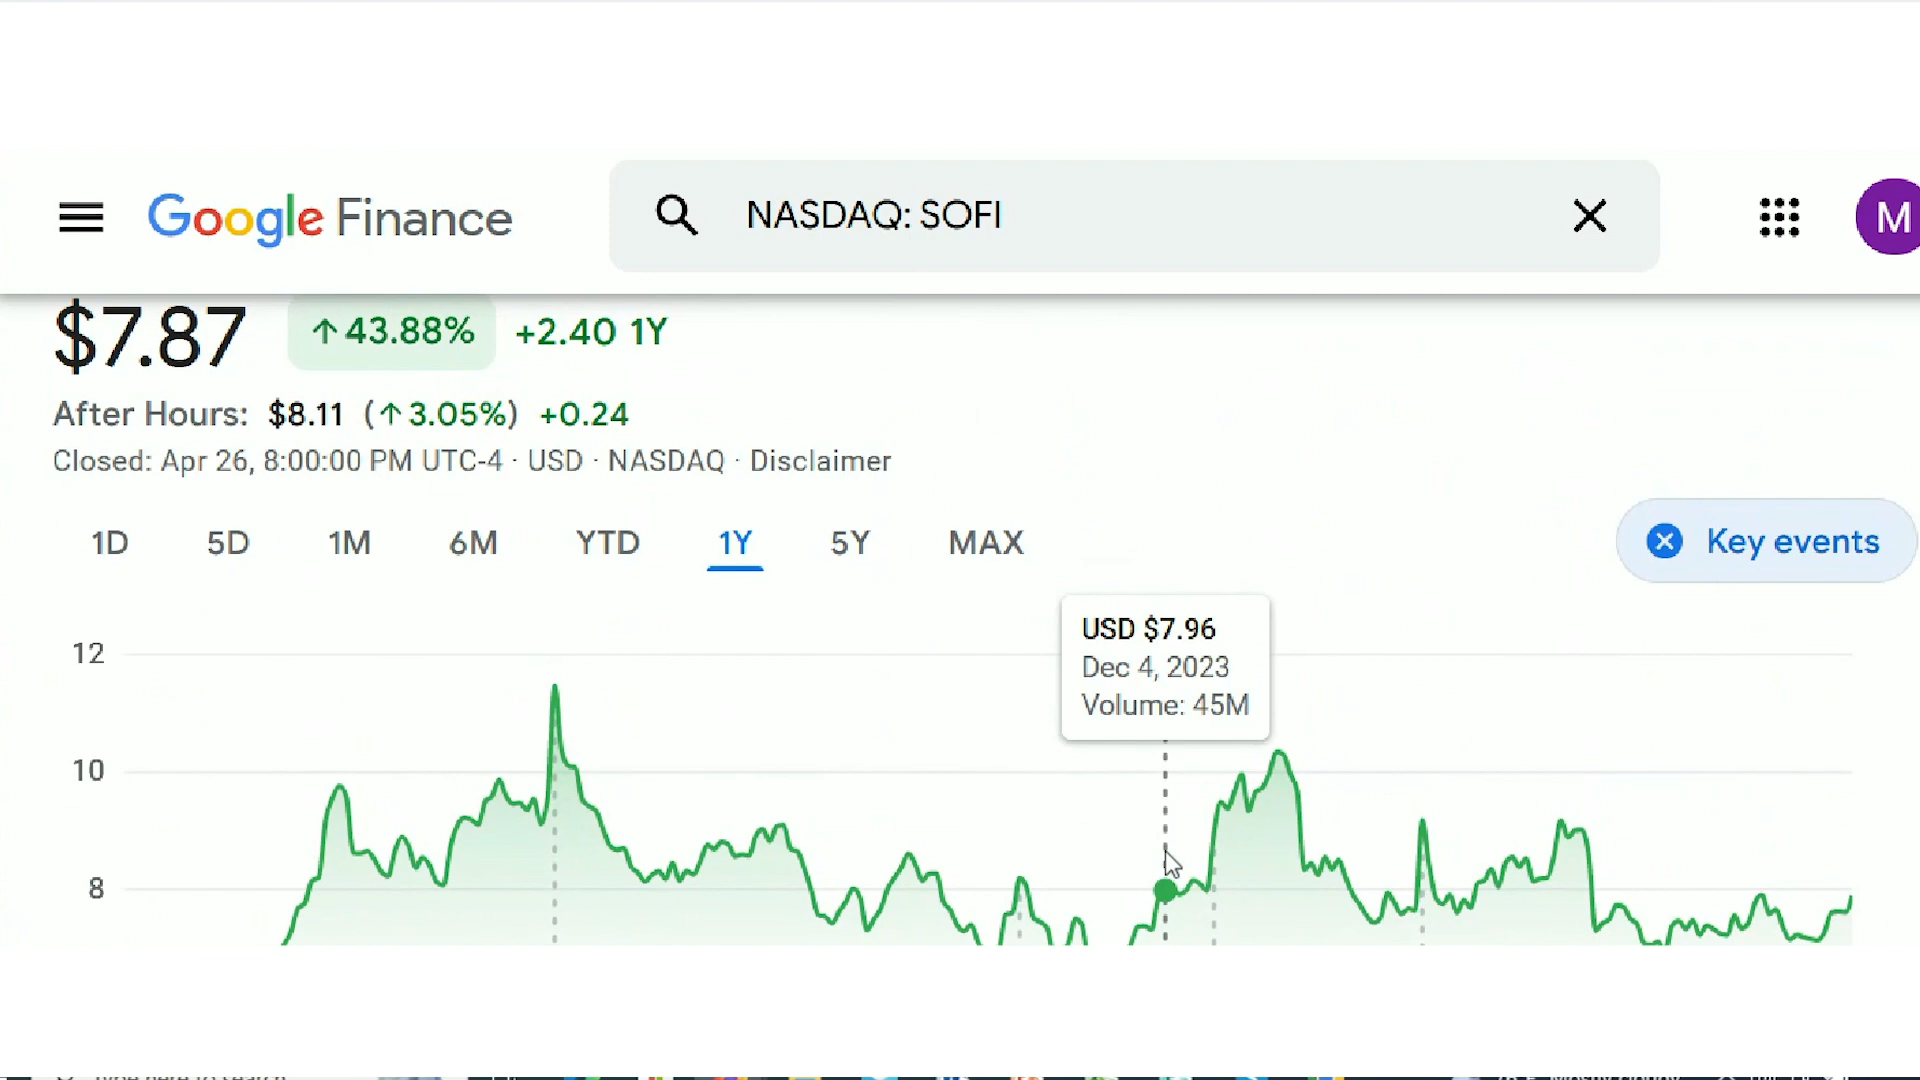 Google Finance
NASDAQ: SOFI
M
$7.87 ↑43.88% +2.40 1Y
After Hours: $8.11 (↑3.05%) +0.24
Closed: Apr 26, 8:00:00 PM UTC-4 · USD · NASDAQ · Disclaimer
1D 5D 1M 6M YTD 1Y 5Y MAX
Key events
USD $7.96
Dec 4, 2023
Volume: 45M
12
10
8